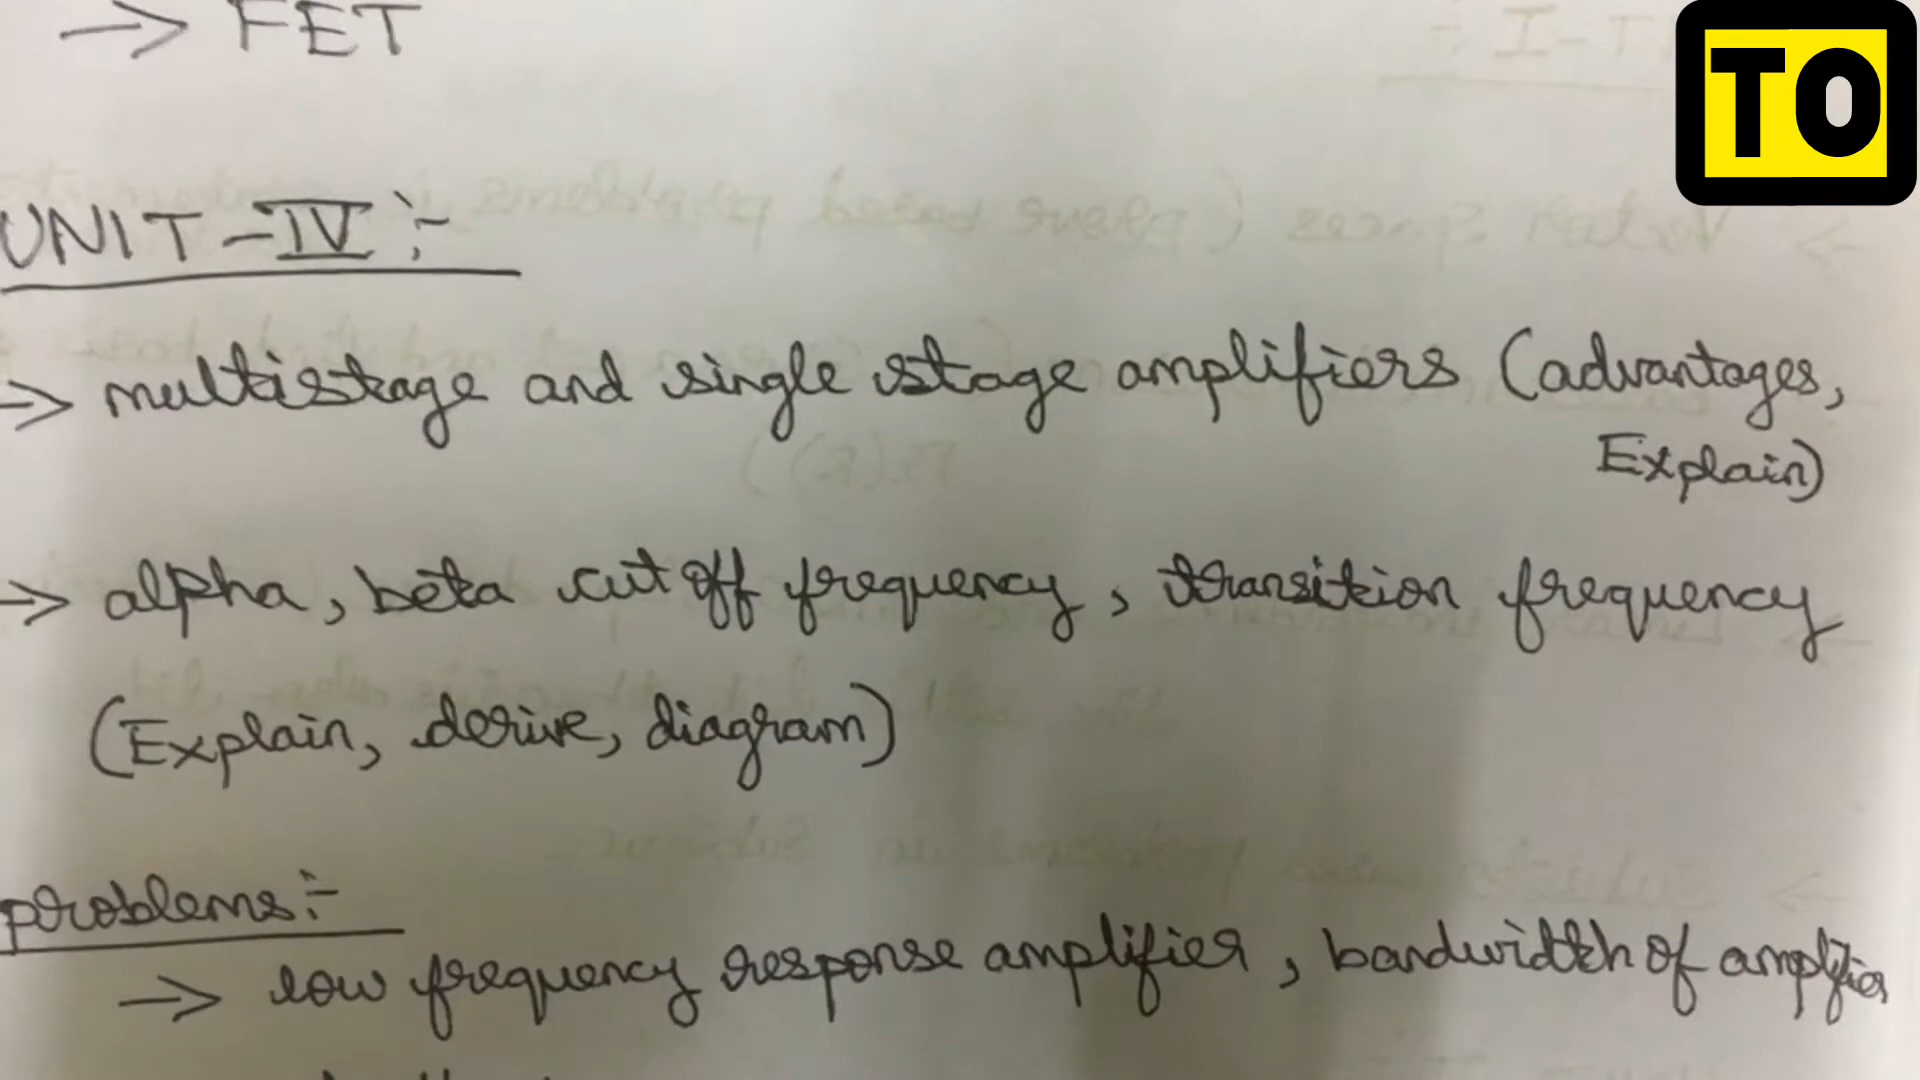 → FET
TO
UNIT-IV :-
→ multistage and single stage amplifiers (advantages,
Explain)
→ alpha, beta cut off frequency, transition frequency
(Explain, derive, diagram)
problems:-
→ low frequency response amplifier, bandwidth of amplifier